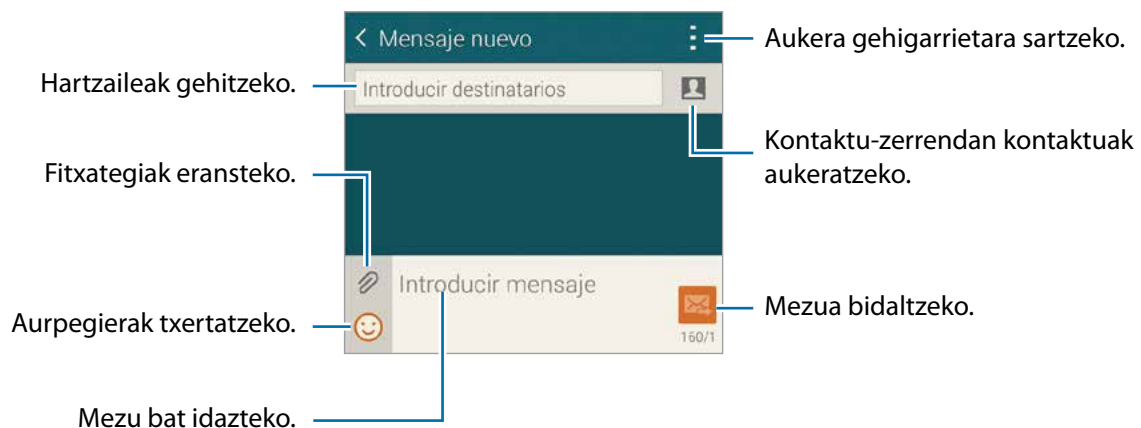 Mensaje nuevo
Aukera gehigarrietara sartzeko.
Hartzaileak gehitzeko.
Introducir destinatarios
Kontaktu-zerrendan kontaktuak
aukeratzeko.
Fitxategiak eransteko.
Introducir mensaje
Mezua bidaltzeko.
Aurpegierak txertatzeko.
160/1
Mezu bat idazteko.